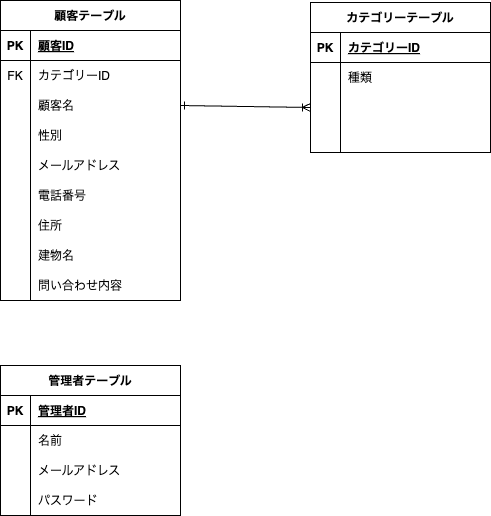 顧客テーブル
PK 顧客ID
FK カテゴリーID
顧客名
性別
メールアドレス
電話番号
住所
建物名
問い合わせ内容
カテゴリーテーブル
PK カテゴリーID
種類
管理者テーブル
PK 管理者ID
名前
メールアドレス
パスワード